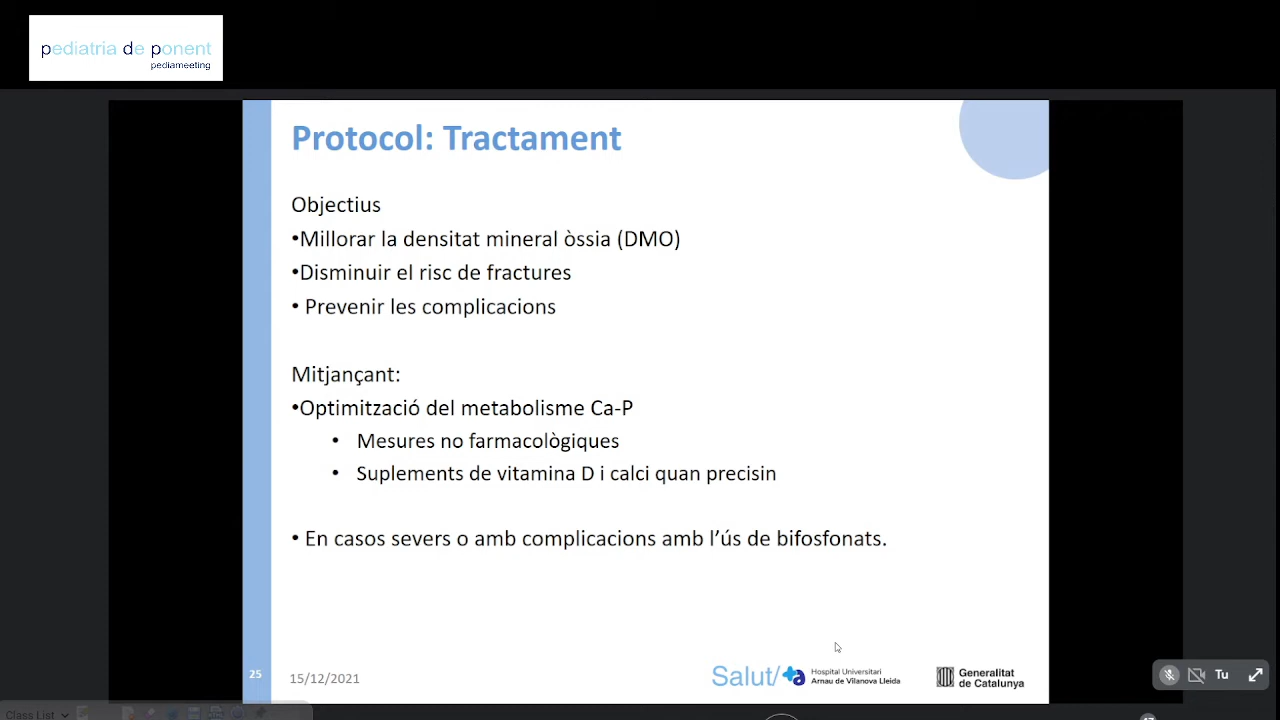 pediatria de ponent
pediameeting
Protocol: Tractament
Objectius
•Millorar la densitat mineral òssia (DMO)
•Disminuir el risc de fractures
• Prevenir les complicacions
Mitjançant:
•Optimització del metabolisme Ca-P
• Mesures no farmacològiques
• Suplements de vitamina D i calci quan precisin
• En casos severs o amb complicacions amb l’ús de bifosfonats.
25
15/12/2021
Salut/
Hospital Universitari
Arnau de Vilanova Lleida
Generalitat
de Catalunya
Tu
Class List